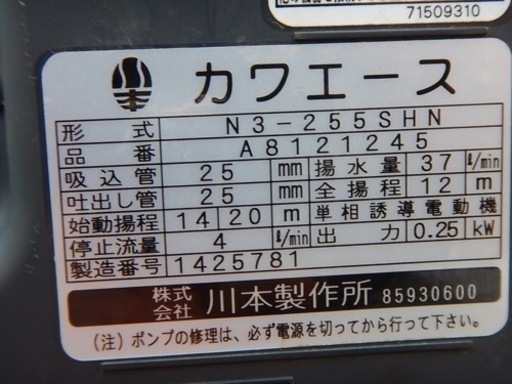 71509310
カワエース
形式 N3-255SHN
品番 A8121245
吸込管 25 mm 揚水量 37 ℓ/min
吐出し管 25 mm 全揚程 12 m
始動揚程 14 20 m 単相誘導電動機
停止流量 4 ℓ/min 出力 0.25 kW
製造番号 1425781
株式会社 川本製作所 85930600
(注) ポンプの修理は、必ず電源を切ってから行って下さい。